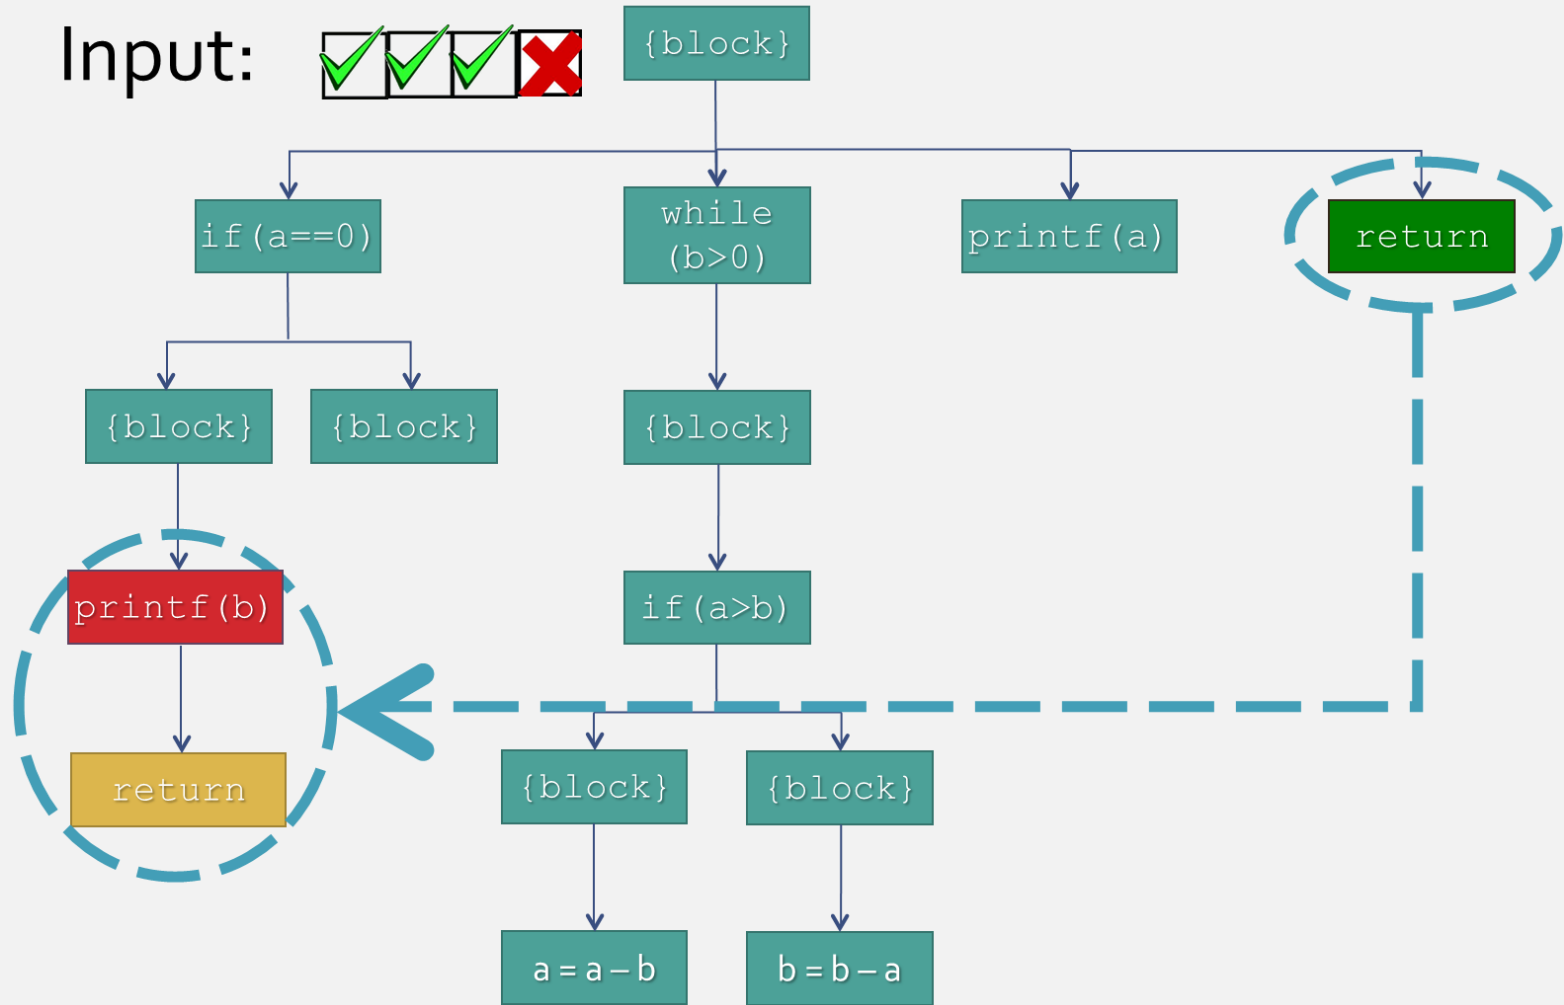 Input:
{block}
if(a==0)
while
(b>0)
printf(a)
return
{block}
{block}
{block}
printf(b)
if(a>b)
return
{block}
{block}
a=a–b
b=b–a